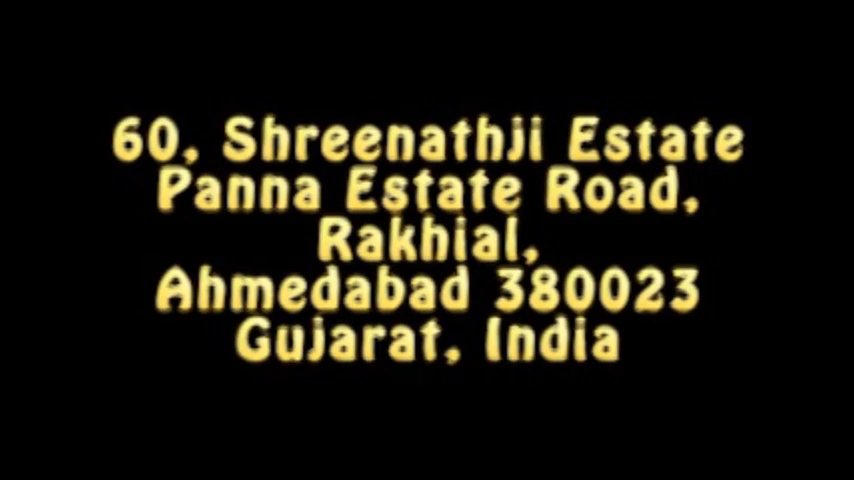 60, Shreenathji Estate
Panna Estate Road,
Rakhial,
Ahmedabad 380023
Gujarat, India